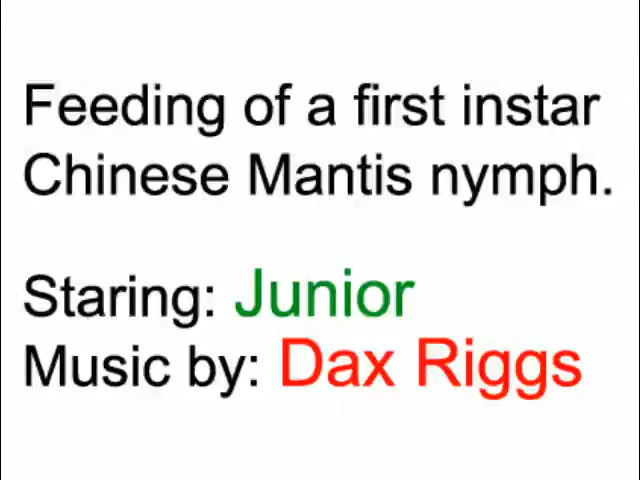 Feeding of a first instar
Chinese Mantis nymph.
Staring: Junior
Music by: Dax Riggs